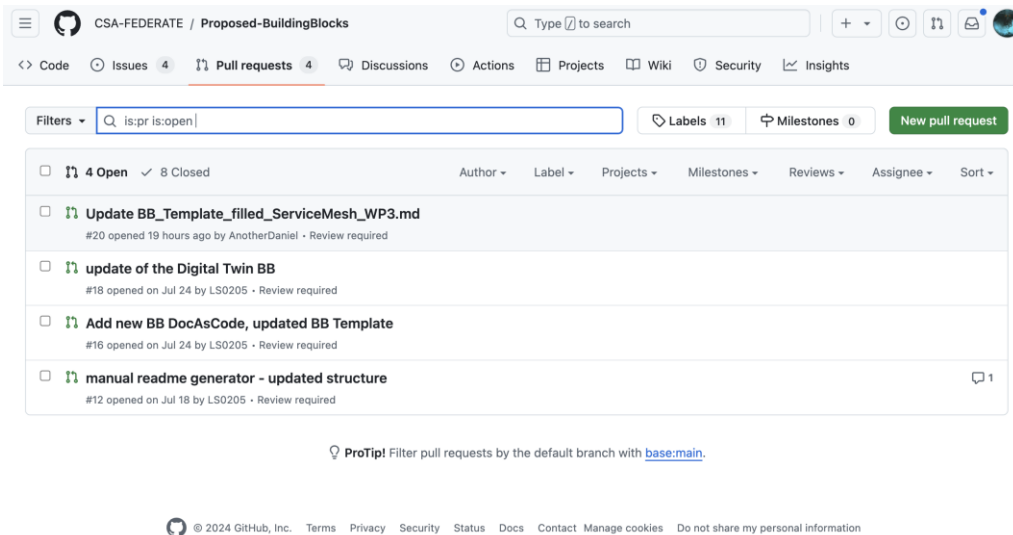 CSA-FEDERATE / Proposed-BuildingBlocks
Type / to search
Code Issues 4 Pull requests 4 Discussions Actions Projects Wiki Security Insights
Filters is:pr is:open Labels 11 Milestones 0 New pull request
4 Open 8 Closed Author Label Projects Milestones Reviews Assignee Sort
Update BB_Template_filled_ServiceMesh_WP3.md
#20 opened 19 hours ago by AnotherDaniel • Review required
update of the Digital Twin BB
#18 opened on Jul 24 by LS0205 • Review required
Add new BB DocAsCode, updated BB Template
#16 opened on Jul 24 by LS0205 • Review required
manual readme generator - updated structure 1
#12 opened on Jul 18 by LS0205 • Review required
ProTip! Filter pull requests by the default branch with base:main.
© 2024 GitHub, Inc. Terms Privacy Security Status Docs Contact Manage cookies Do not share my personal information